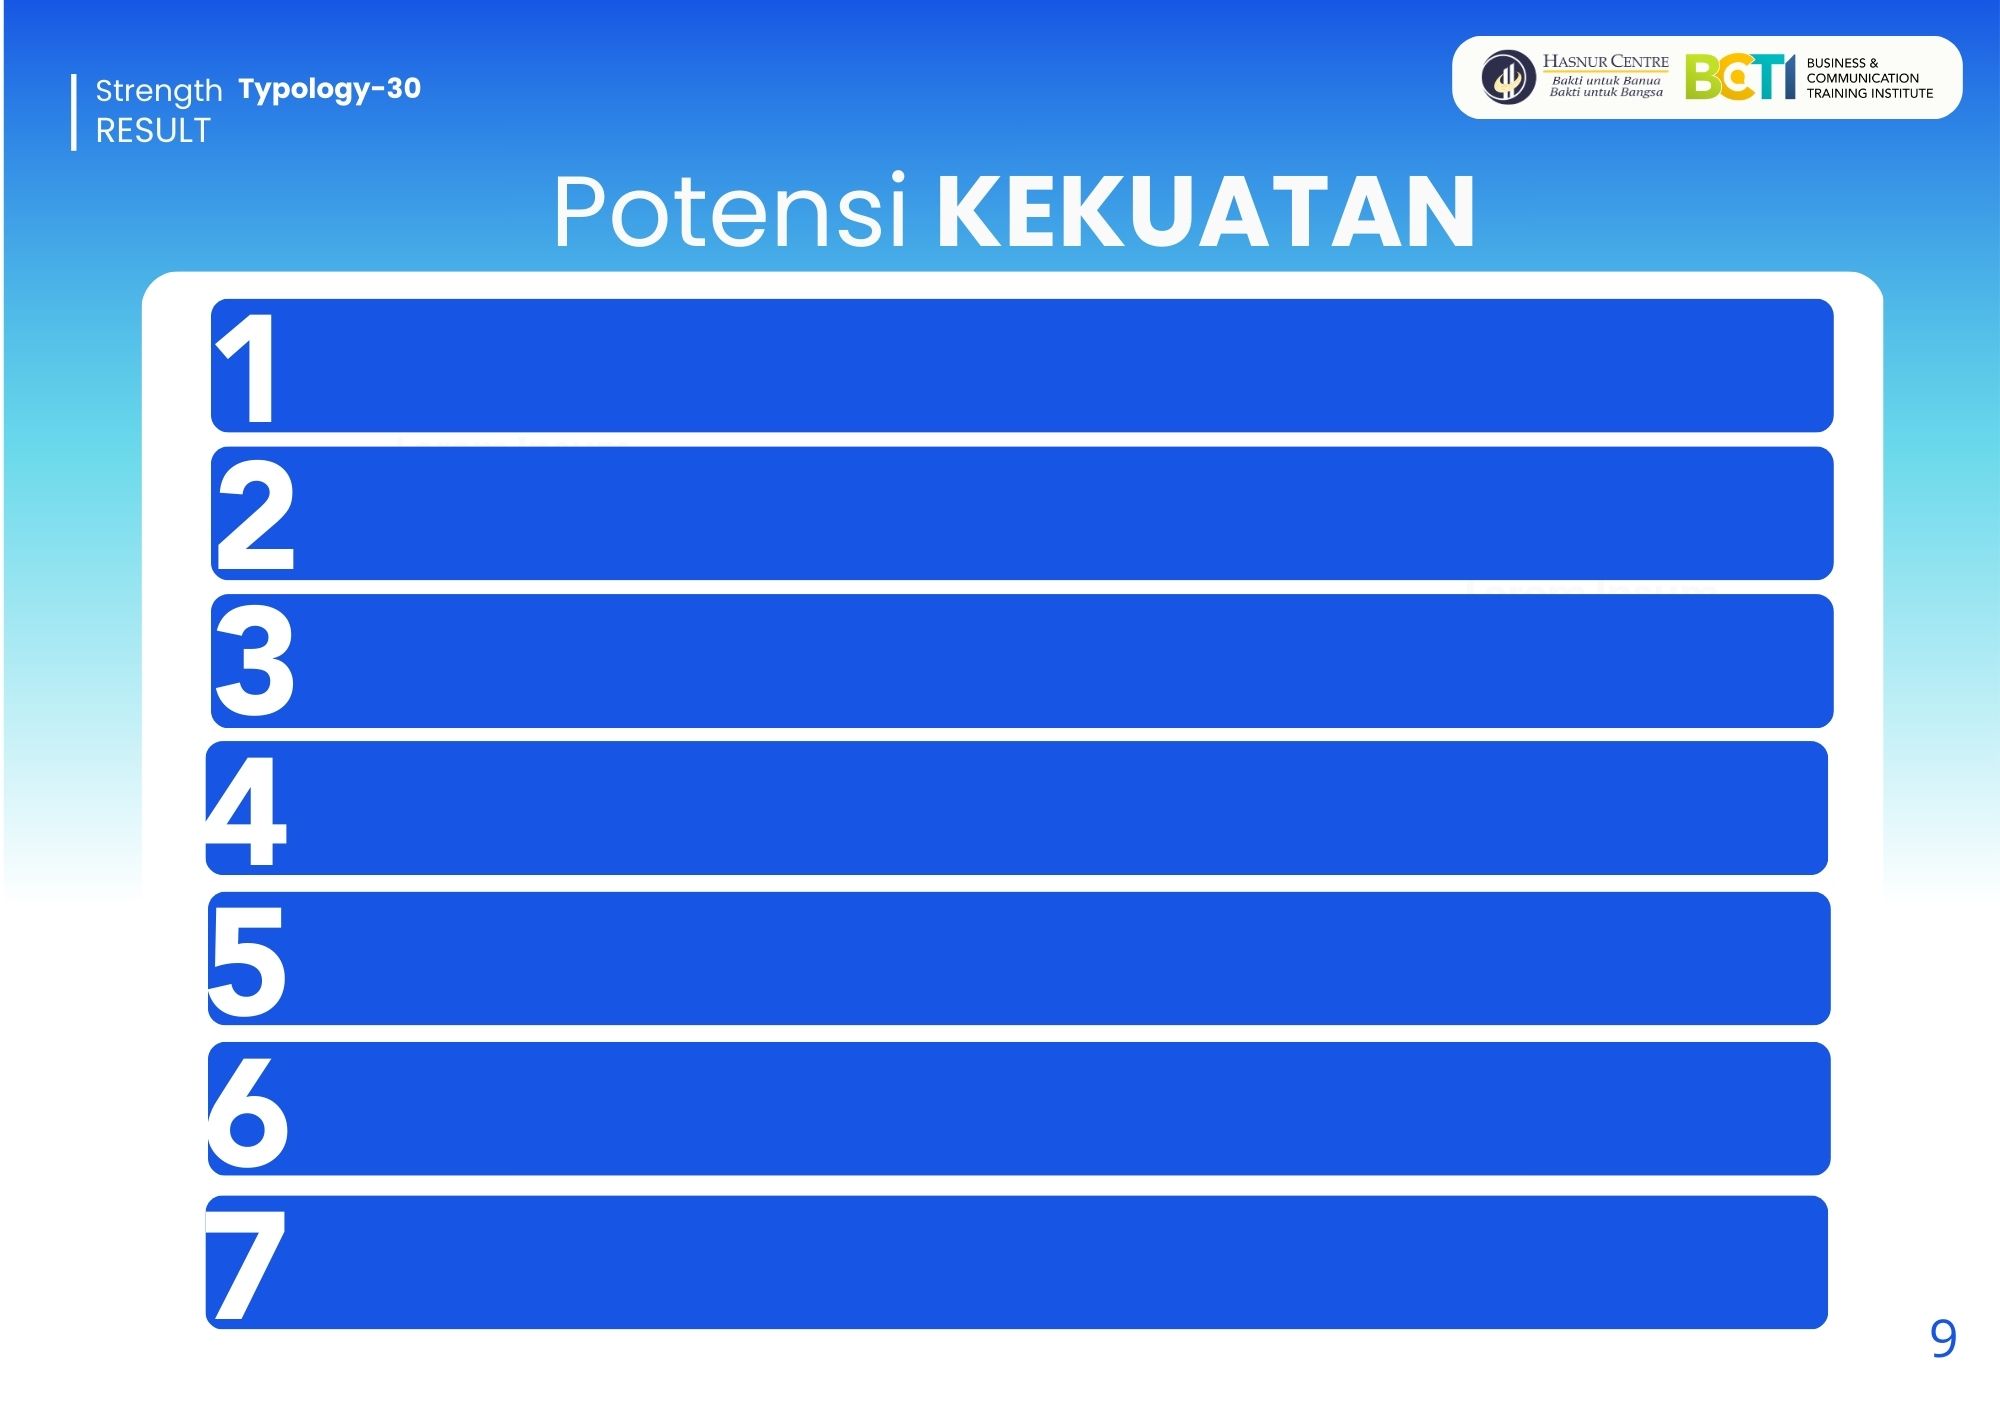 Strength Typology-30
RESULT
HASNUR CENTRE
Bakti untuk Banua
Bakti untuk Bangsa
BCTI
BUSINESS &
COMMUNICATION
TRAINING INSTITUTE
Potensi KEKUATAN
1
2
3
4
5
6
7
9